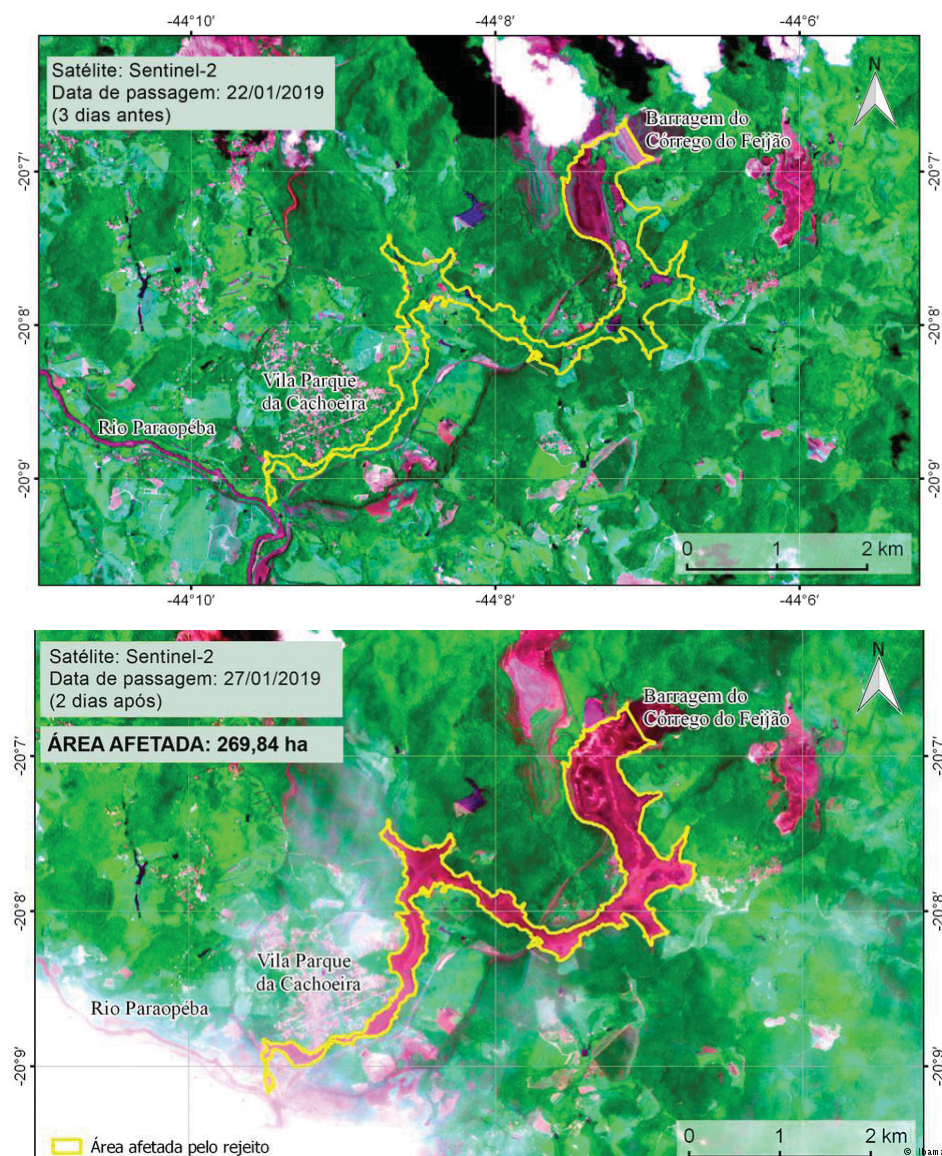 -44°10'
-44°8'
-44°6'
Satélite: Sentinel-2
Data de passagem: 22/01/2019
(3 dias antes)
N
Barragem do
Córrego do Feijão
-20°7'
-20°7'
-20°8'
-20°8'
Vila Parque
da Cachoeira
Rio Paraopéba
-20°9'
-20°9'
0 1 2 km
-44°10'
-44°8'
-44°6'
Satélite: Sentinel-2
Data de passagem: 27/01/2019
(2 dias após)
ÁREA AFETADA: 269,84 ha
N
Barragem do
Córrego do Feijão
-20°7'
-20°7'
-20°8'
-20°8'
Vila Parque
da Cachoeira
Rio Paraopéba
-20°9'
-20°9'
Área afetada pelo rejeito
0 1 2 km
© Ibama